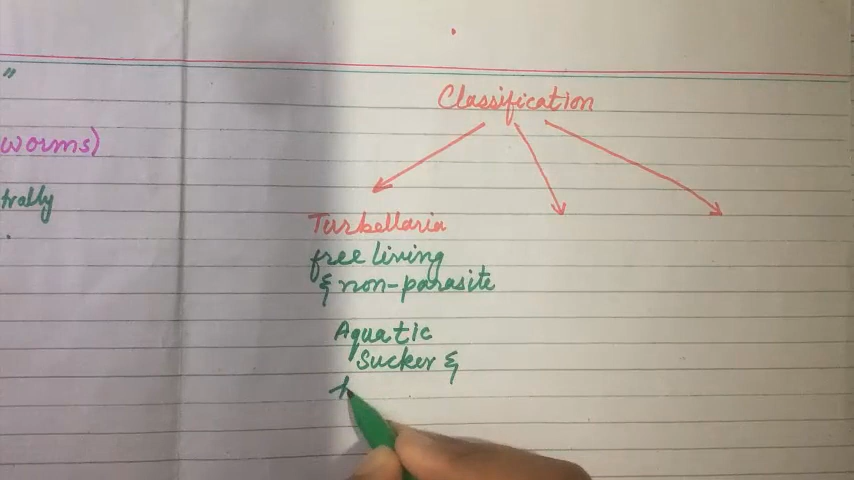 "
worms)
trally
Classification
Turbellaria
free living
& non-parasite
Aquatic
Sucker &